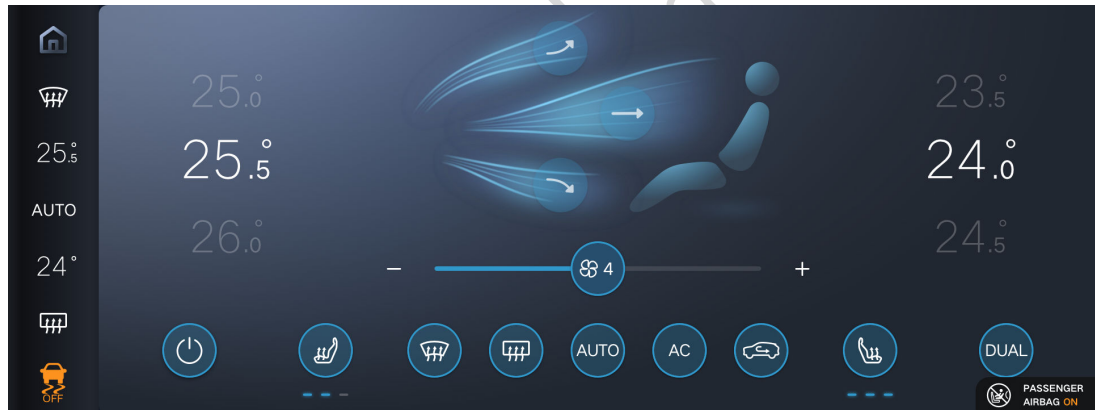 25.5°
AUTO
24°
OFF
25.0°
25.5°
26.0°
23.5°
24.0°
24.5°
−
4
+
AUTO
AC
DUAL
PASSENGER
AIRBAG ON